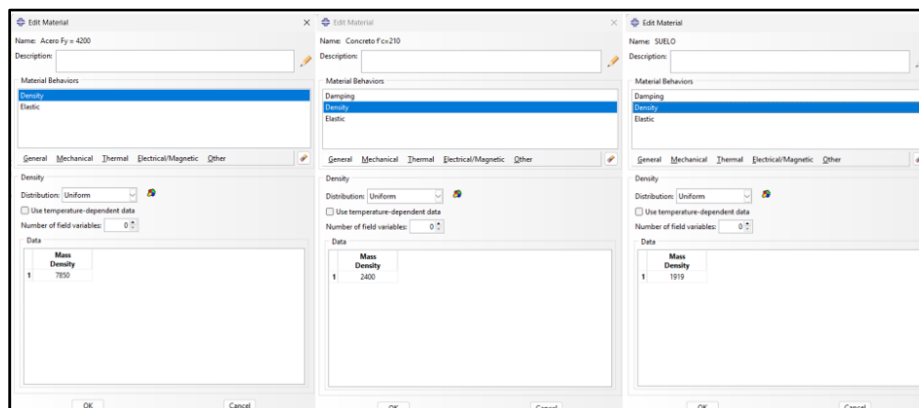 Edit Material
Name: Acero Fy = 4200
Description:
Material Behaviors
Density
Elastic
General Mechanical Thermal Electrical/Magnetic Other
Density
Distribution: Uniform
Use temperature-dependent data
Number of field variables: 0
Data
Mass
Density
1 7850
OK Cancel
Edit Material
Name: Concreto f'c=210
Description:
Material Behaviors
Damping
Density
Elastic
General Mechanical Thermal Electrical/Magnetic Other
Density
Distribution: Uniform
Use temperature-dependent data
Number of field variables: 0
Data
Mass
Density
1 2400
OK Cancel
Edit Material
Name: SUELO
Description:
Material Behaviors
Damping
Density
Elastic
General Mechanical Thermal Electrical/Magnetic Other
Density
Distribution: Uniform
Use temperature-dependent data
Number of field variables: 0
Data
Mass
Density
1 1919
OK Cancel